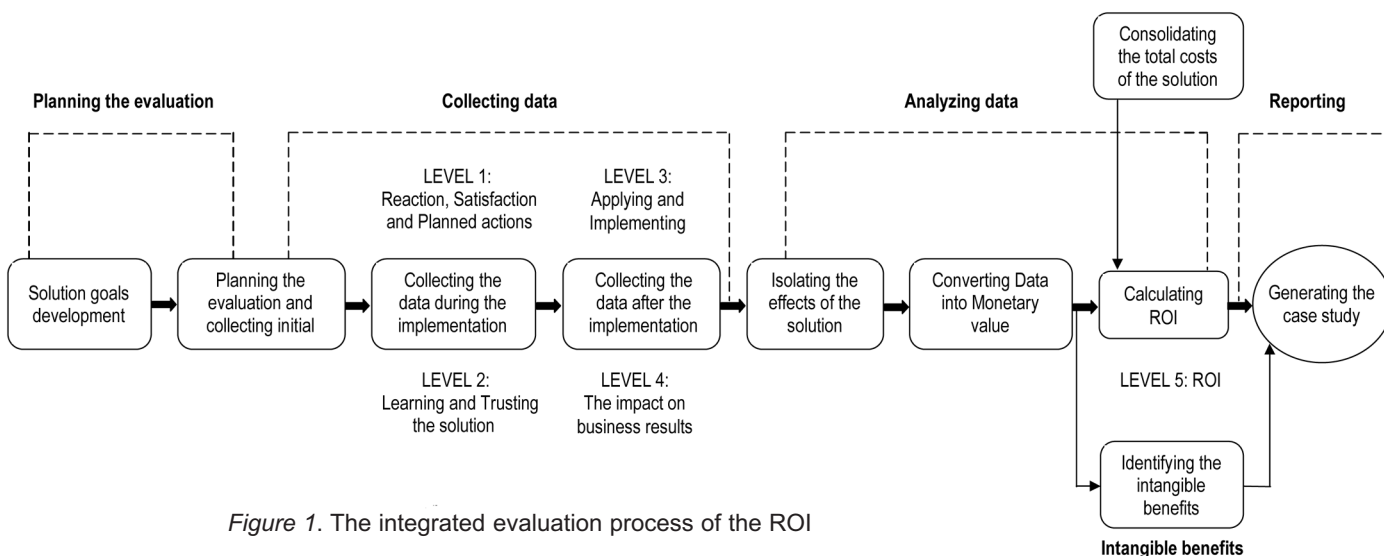 Consolidating
the total costs
of the solution
Planning the evaluation
Collecting data
Analyzing data
Reporting
LEVEL 1:
Reaction, Satisfaction
and Planned actions
LEVEL 3:
Applying and
Implementing
Solution goals
development
Planning the
evaluation and
collecting initial
Collecting the
data during the
implementation
Collecting the
data after the
implementation
Isolating the
effects of the
solution
Converting Data
into Monetary
value
Calculating
ROI
Generating the
case study
LEVEL 2:
Learning and Trusting
the solution
LEVEL 4:
The impact on
business results
LEVEL 5: ROI
Identifying the
intangible
benefits
Intangible benefits
Figure 1. The integrated evaluation process of the ROI